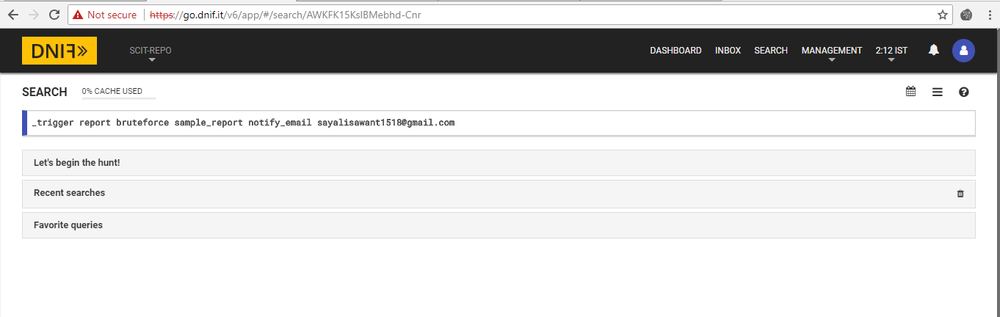 Not secure https://go.dnif.it/v6/app/#/search/AWKFK15KsIBMebhd-Cnr
DNIF» SCIT-REPO DASHBOARD INBOX SEARCH MANAGEMENT 2:12 IST
SEARCH 0% CACHE USED
_trigger report bruteforce sample_report notify_email sayalisawant1518@gmail.com
Let's begin the hunt!
Recent searches
Favorite queries